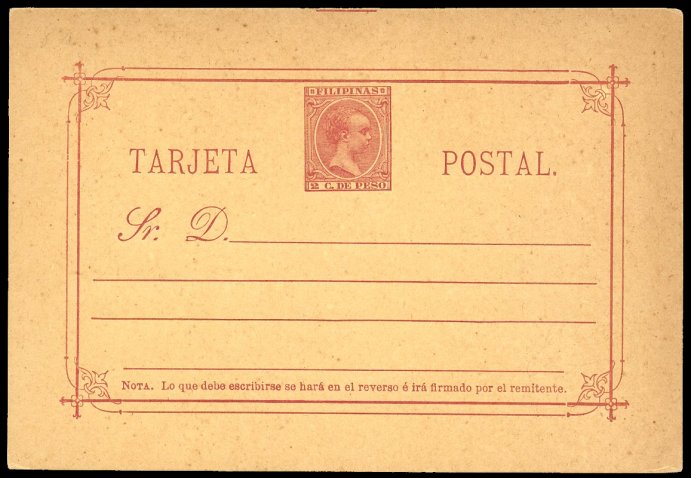 FILIPINAS
2 C. DE PESO
TARJETA POSTAL.
Sr. D.
NOTA. Lo que debe escribirse se hará en el reverso é irá firmado por el remitente.